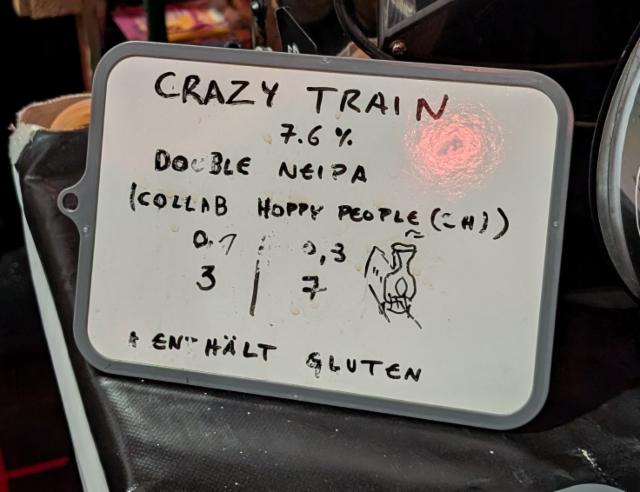 CRAZY TRAIN
7.6 %
DOUBLE NEIPA
(COLLAB HOPPY PEOPLE (CH))
0,1 | 0,3
3 | 7
* ENTHÄLT GLUTEN